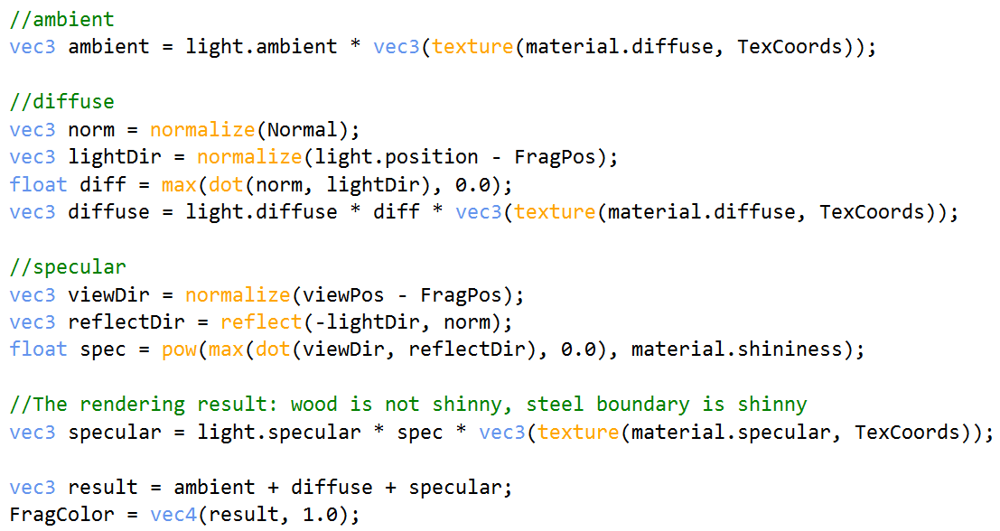 //ambient
vec3 ambient = light.ambient * vec3(texture(material.diffuse, TexCoords));
//diffuse
vec3 norm = normalize(Normal);
vec3 lightDir = normalize(light.position - FragPos);
float diff = max(dot(norm, lightDir), 0.0);
vec3 diffuse = light.diffuse * diff * vec3(texture(material.diffuse, TexCoords));
//specular
vec3 viewDir = normalize(viewPos - FragPos);
vec3 reflectDir = reflect(-lightDir, norm);
float spec = pow(max(dot(viewDir, reflectDir), 0.0), material.shininess);
//The rendering result: wood is not shinny, steel boundary is shinny
vec3 specular = light.specular * spec * vec3(texture(material.specular, TexCoords));
vec3 result = ambient + diffuse + specular;
FragColor = vec4(result, 1.0);